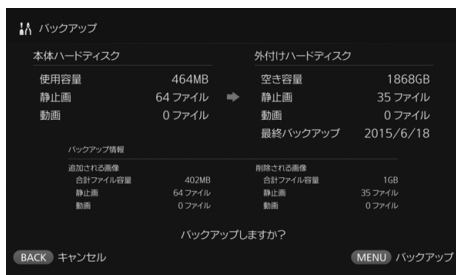 バックアップ
本体ハードディスク 外付けハードディスク
使用容量 464MB 空き容量 1868GB
静止画 64 ファイル 静止画 35 ファイル
動画 0 ファイル 動画 0 ファイル
最終バックアップ 2015/6/18
バックアップ情報
追加される画像 削除される画像
合計ファイル容量 402MB 合計ファイル容量 1GB
静止画 64 ファイル 静止画 35 ファイル
動画 0 ファイル 動画 0 ファイル
バックアップしますか?
BACK キャンセル MENU バックアップ